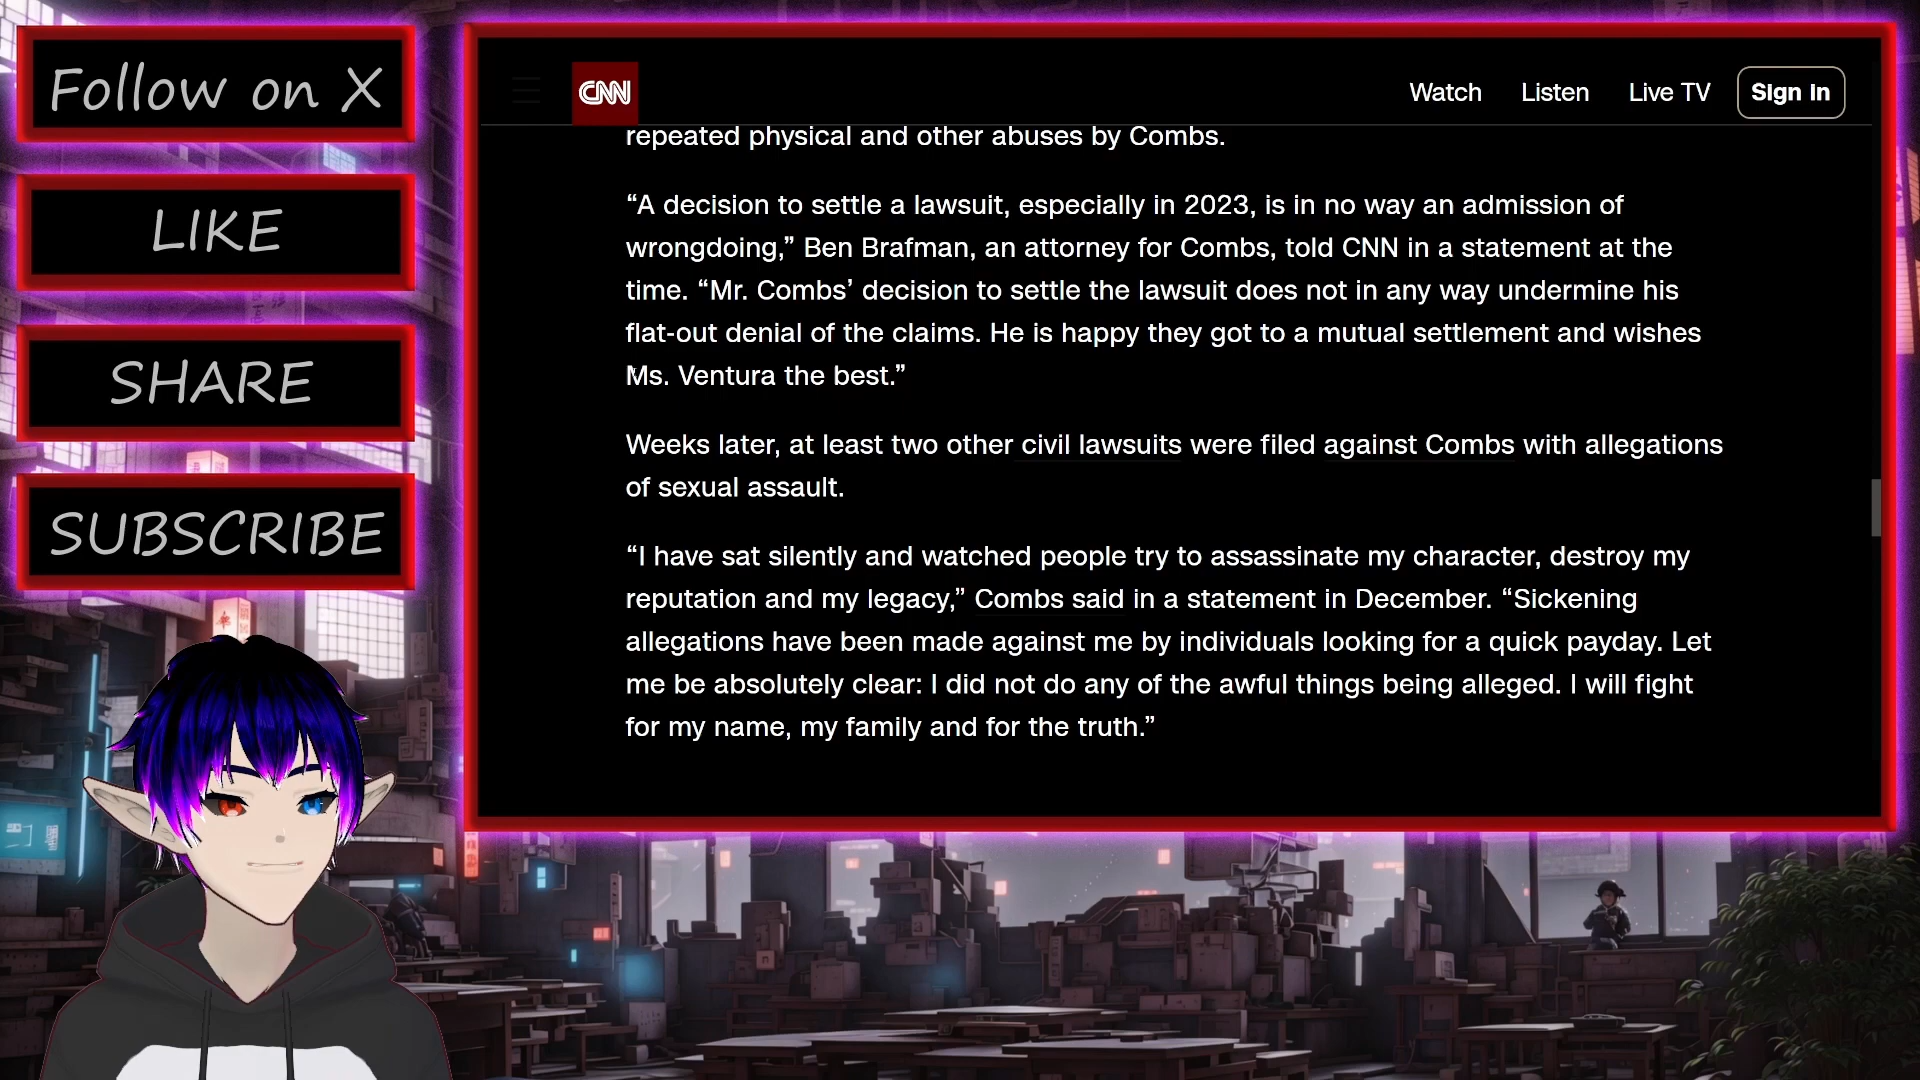 Follow on X
LIKE
SHARE
SUBSCRIBE
CNN
Watch
Listen
Live TV
Sign in
repeated physical and other abuses by Combs.
“A decision to settle a lawsuit, especially in 2023, is in no way an admission of
wrongdoing,” Ben Brafman, an attorney for Combs, told CNN in a statement at the
time. “Mr. Combs’ decision to settle the lawsuit does not in any way undermine his
flat-out denial of the claims. He is happy they got to a mutual settlement and wishes
Ms. Ventura the best.”
Weeks later, at least two other civil lawsuits were filed against Combs with allegations
of sexual assault.
“I have sat silently and watched people try to assassinate my character, destroy my
reputation and my legacy,” Combs said in a statement in December. “Sickening
allegations have been made against me by individuals looking for a quick payday. Let
me be absolutely clear: I did not do any of the awful things being alleged. I will fight
for my name, my family and for the truth.”